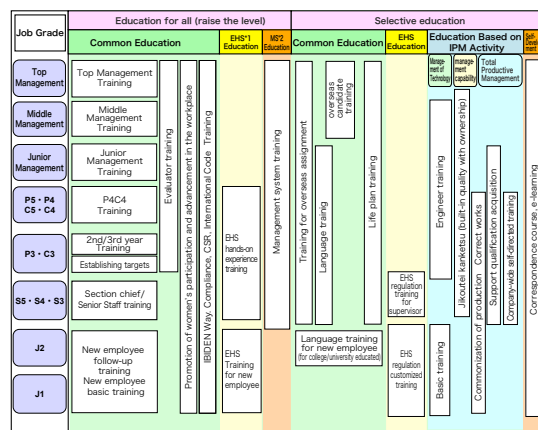 Job Grade
Education for all (raise the level)
Selective education
Common Education
EHS*1
Education
MS*2
Education
Common Education
EHS
Education
Education Based on
IPM Activity
Self-
Develop
ment
Manage-
ment of
Technology
manage-
ment
capability
Total
Productive
Management
Top
Management
Middle
Management
Junior
Management
P5・P4
C5・C4
P3・C3
S5・S4・S3
J2
J1
Top Management
Training
Middle
Management
Training
Junior
Management
Training
P4C4
Training
2nd/3rd year
Training
Establishing targets
Section chief/
Senior Staff training
New employee
follow-up
training
New employee
basic training
Evaluator training
Promotion of women's participation and advancement in the workplace
IBIDEN Way, Compliance, CSR, International Code Training
EHS
hands-on
experience
training
EHS
Training
for new
employee
Management system training
Training for overseas assignment
Language trainig
overseas
candidate
training
Life plan training
Language training
for new employee
(for college/university educated)
EHS
regulation
training
for
supervisor
EHS
regulation
customized
training
Engineer training
Basic training
Jikoutei kanketsu (built-in quality with ownership)
Commonization of production Correct works
Support qualification acquisition
Company-wide self-directed training
Correspondence course, e-learning